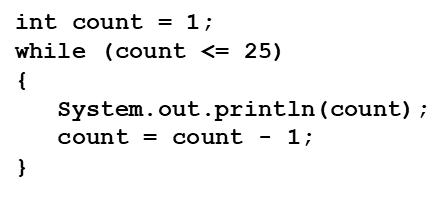 int count = 1;
while (count <= 25)
{
   System.out.println(count);
   count = count - 1;
}